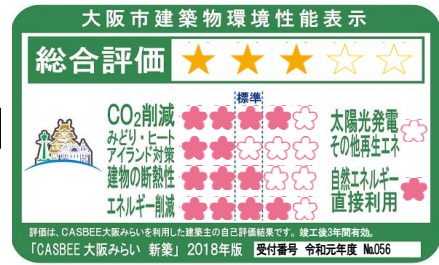 大阪市建築物環境性能表示
総合評価
標準
CO₂削減
みどり・ヒート
アイランド対策
建物の断熱性
エネルギー削減
太陽光発電
その他再生エネ
自然エネルギー
直接利用
評価は、CASBEE大阪みらいを利用した建築主の自己評価結果です。竣工後3年間有効。
「CASBEE大阪みらい 新築」2018年版 受付番号 令和元年度 №056